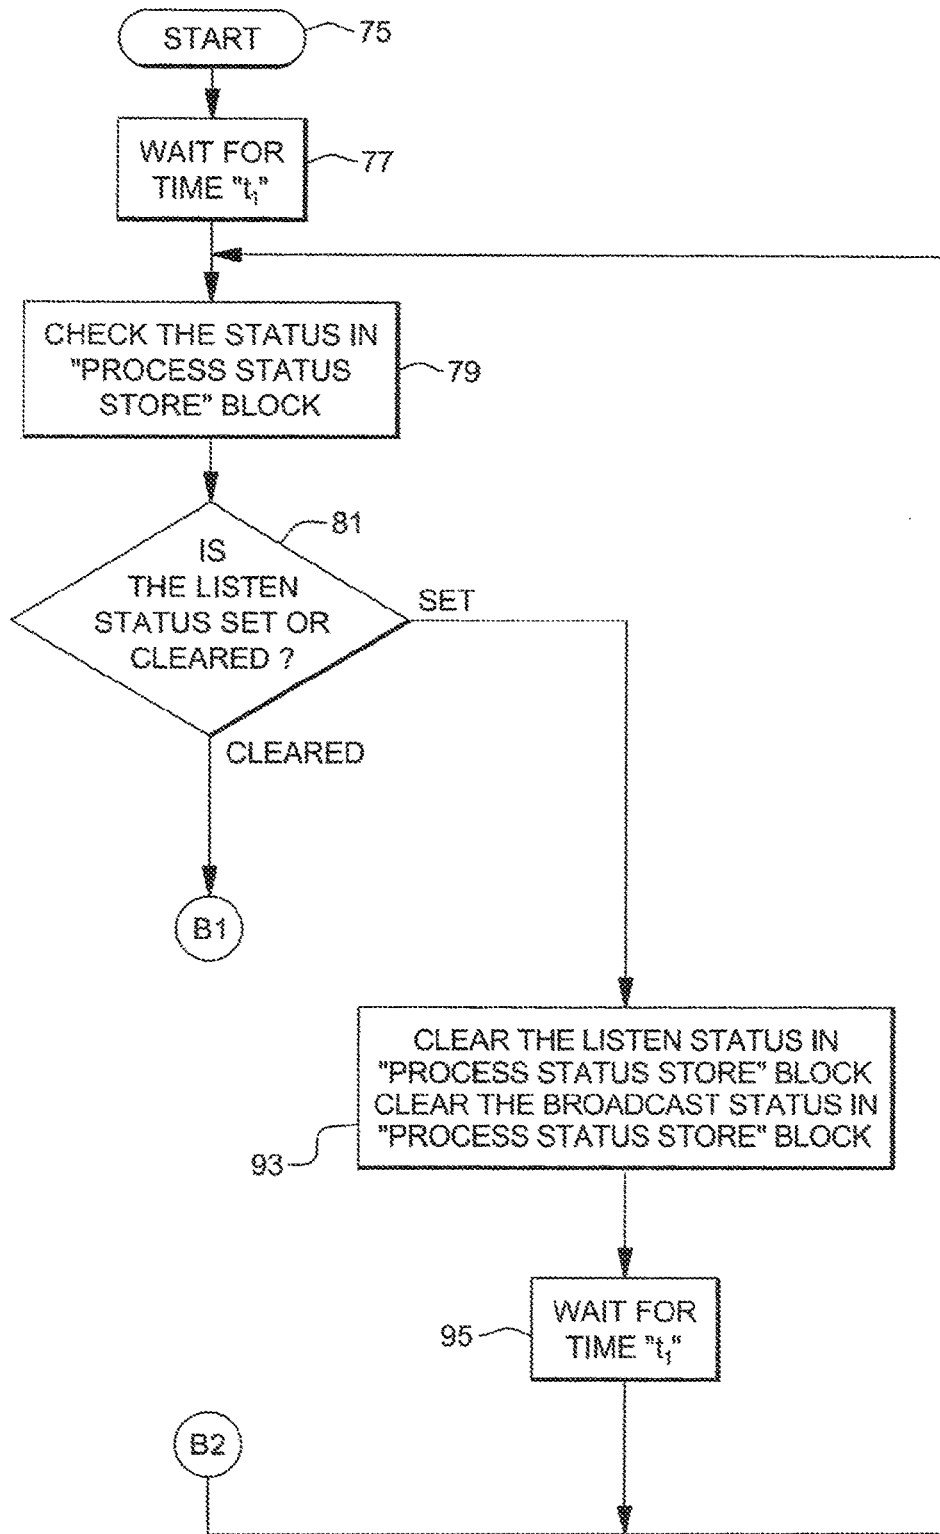 START
75
WAIT FOR
TIME "t₁"
77
CHECK THE STATUS IN
"PROCESS STATUS
STORE" BLOCK
79
81
IS
THE LISTEN
STATUS SET OR
CLEARED ?
SET
CLEARED
B1
CLEAR THE LISTEN STATUS IN
"PROCESS STATUS STORE" BLOCK
CLEAR THE BROADCAST STATUS IN
"PROCESS STATUS STORE" BLOCK
93
WAIT FOR
TIME "t₁"
95
B2